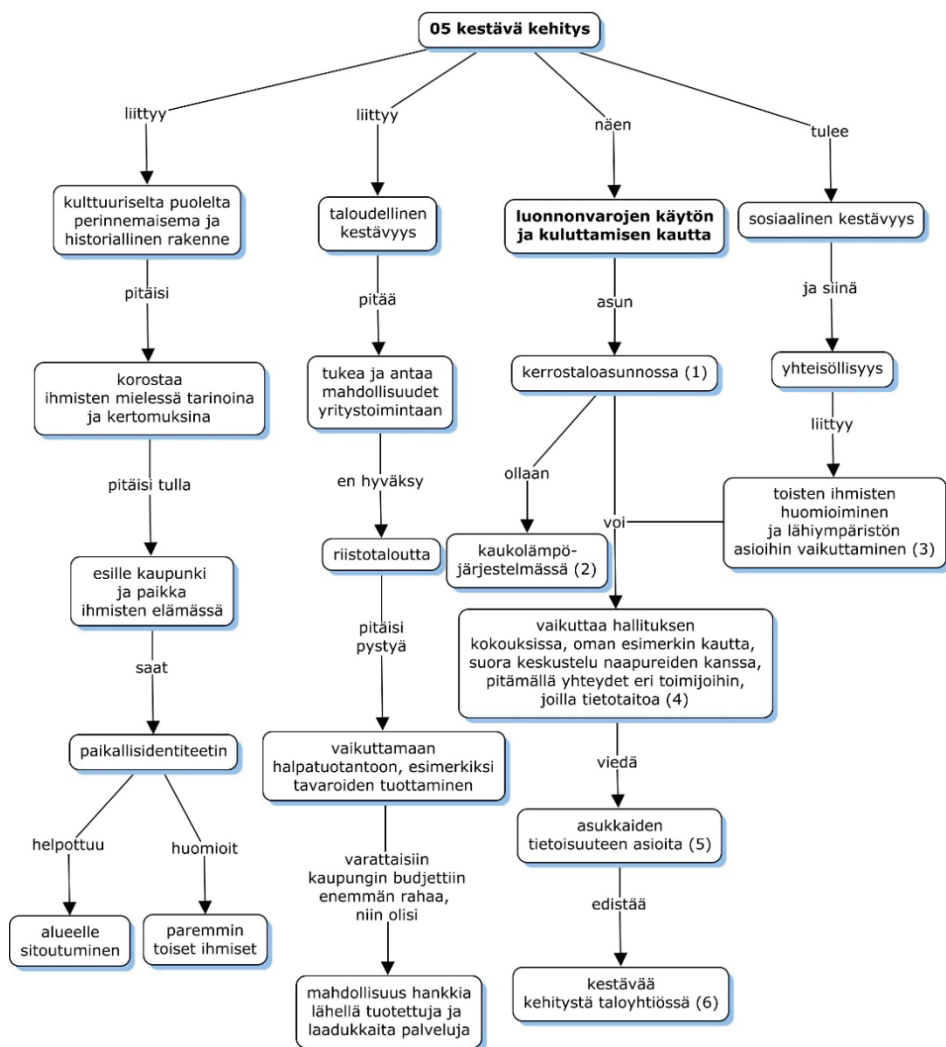 05 kestävä kehitys
liittyy
liittyy
näen
tulee
kulttuuriselta puolelta
perinnemaisema ja
historiallinen rakenne
taloudellinen
kestävyys
luonnonvarojen käytön
ja kuluttamisen kautta
sosiaalinen kestävyys
pitäisi
pitää
asun
ja siinä
korostaa
ihmisten mielessä tarinoina
ja kertomuksina
tukea ja antaa
mahdollisuudet
yritystoimintaan
kerrostaloasunnossa (1)
yhteisöllisyys
liittyy
pitäisi tulla
en hyväksy
ollaan
voi
toisten ihmisten
huomioiminen
ja lähiympäristön
asioihin vaikuttaminen (3)
esille kaupunki
ja paikka
ihmisten elämässä
riistotaloutta
kaukolämpö-
järjestelmässä (2)
saat
pitäisi
pystyä
vaikuttaa hallituksen
kokouksissa, oman esimerkin kautta,
suora keskustelu naapureiden kanssa,
pitämällä yhteydet eri toimijoihin,
joilla tietotaitoa (4)
paikallisidentiteetin
vaikuttamaan
halpatuotantoon, esimerkiksi
tavaroiden tuottaminen
viedä
helpottuu
huomioit
asukkaiden
tietoisuuteen asioita (5)
varattaisiin
kaupungin budjettiin
enemmän rahaa,
niin olisi
edistää
alueelle
sitoutuminen
paremmin
toiset ihmiset
mahdollisuus hankkia
lähellä tuotettuja ja
laadukkaita palveluja
kestävää
kehitystä taloyhtiössä (6)